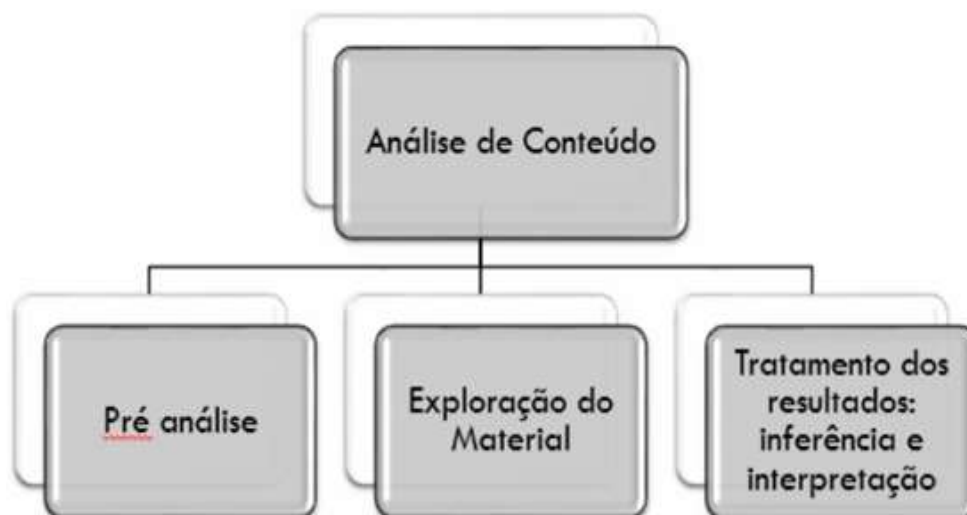 Análise de Conteúdo
Pré análise
Exploração do
Material
Tratamento dos
resultados:
inferência e
interpretação